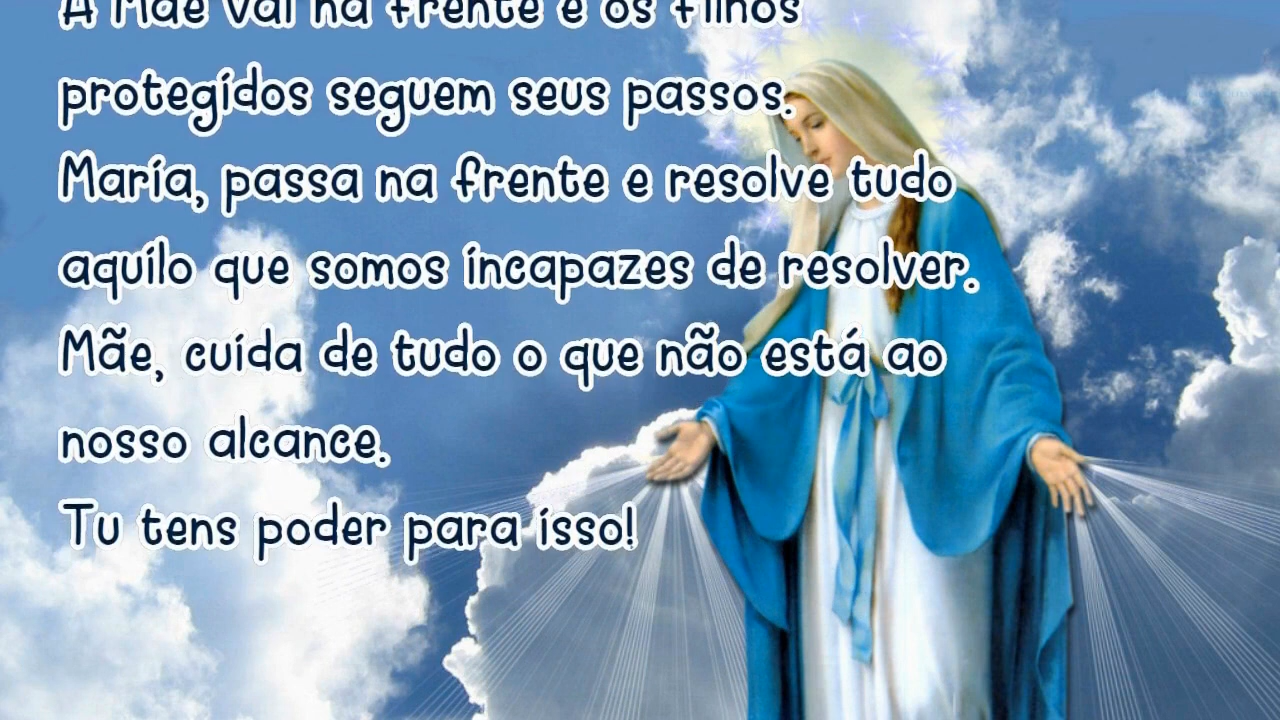 A Mãe vai na frente e os filhos
protegidos seguem seus passos.
Maria, passa na frente e resolve tudo
aquilo que somos incapazes de resolver.
Mãe, cuida de tudo o que não está ao
nosso alcance.
Tu tens poder para isso!